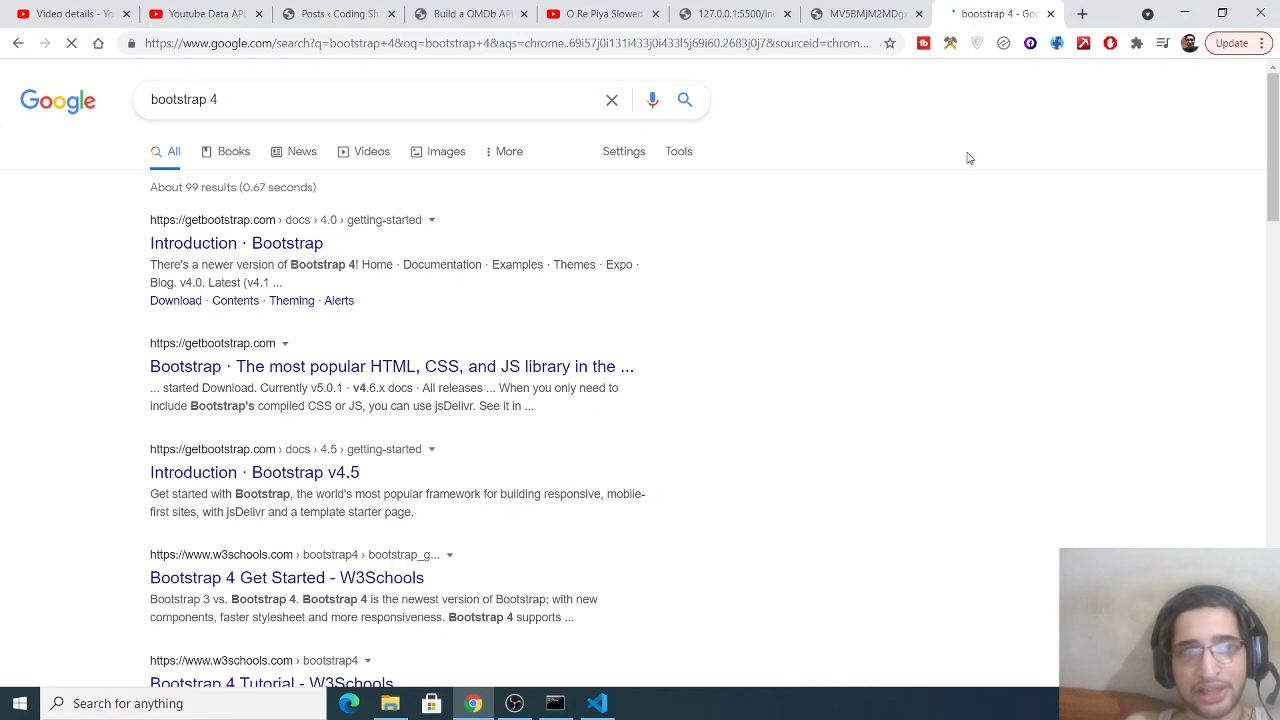 Video details - Yo
Youtube Data API
Posts ‹ Coding Sh
Build a OMDb API
O Re Piya Slowed
127.0.0.1:5500/inc
MV5BMjM2MDgx
bootstrap 4 - Goo
https://www.google.com/search?q=bootstrap+4&oq=bootstrap+4&aqs=chrome..69i57j0i131i433j0i433l5j69i60.2683j0j7&sourceid=chrom...
Update
Google
bootstrap 4
All
Books
News
Videos
Images
More
Settings
Tools
About 99 results (0.67 seconds)
https://getbootstrap.com › docs › 4.0 › getting-started
Introduction · Bootstrap
There's a newer version of Bootstrap 4! Home · Documentation · Examples · Themes · Expo ·
Blog. v4.0. Latest (v4.1 ...
Download · Contents · Theming · Alerts
https://getbootstrap.com
Bootstrap · The most popular HTML, CSS, and JS library in the ...
... started Download. Currently v5.0.1 · v4.6.x docs · All releases ... When you only need to
include Bootstrap's compiled CSS or JS, you can use jsDelivr. See it in ...
https://getbootstrap.com › docs › 4.5 › getting-started
Introduction · Bootstrap v4.5
Get started with Bootstrap, the world's most popular framework for building responsive, mobile-
first sites, with jsDelivr and a template starter page.
https://www.w3schools.com › bootstrap4 › bootstrap_g...
Bootstrap 4 Get Started - W3Schools
Bootstrap 3 vs. Bootstrap 4. Bootstrap 4 is the newest version of Bootstrap; with new
components, faster stylesheet and more responsiveness. Bootstrap 4 supports ...
https://www.w3schools.com › bootstrap4
Bootstrap 4 Tutorial - W3Schools
Search for anything